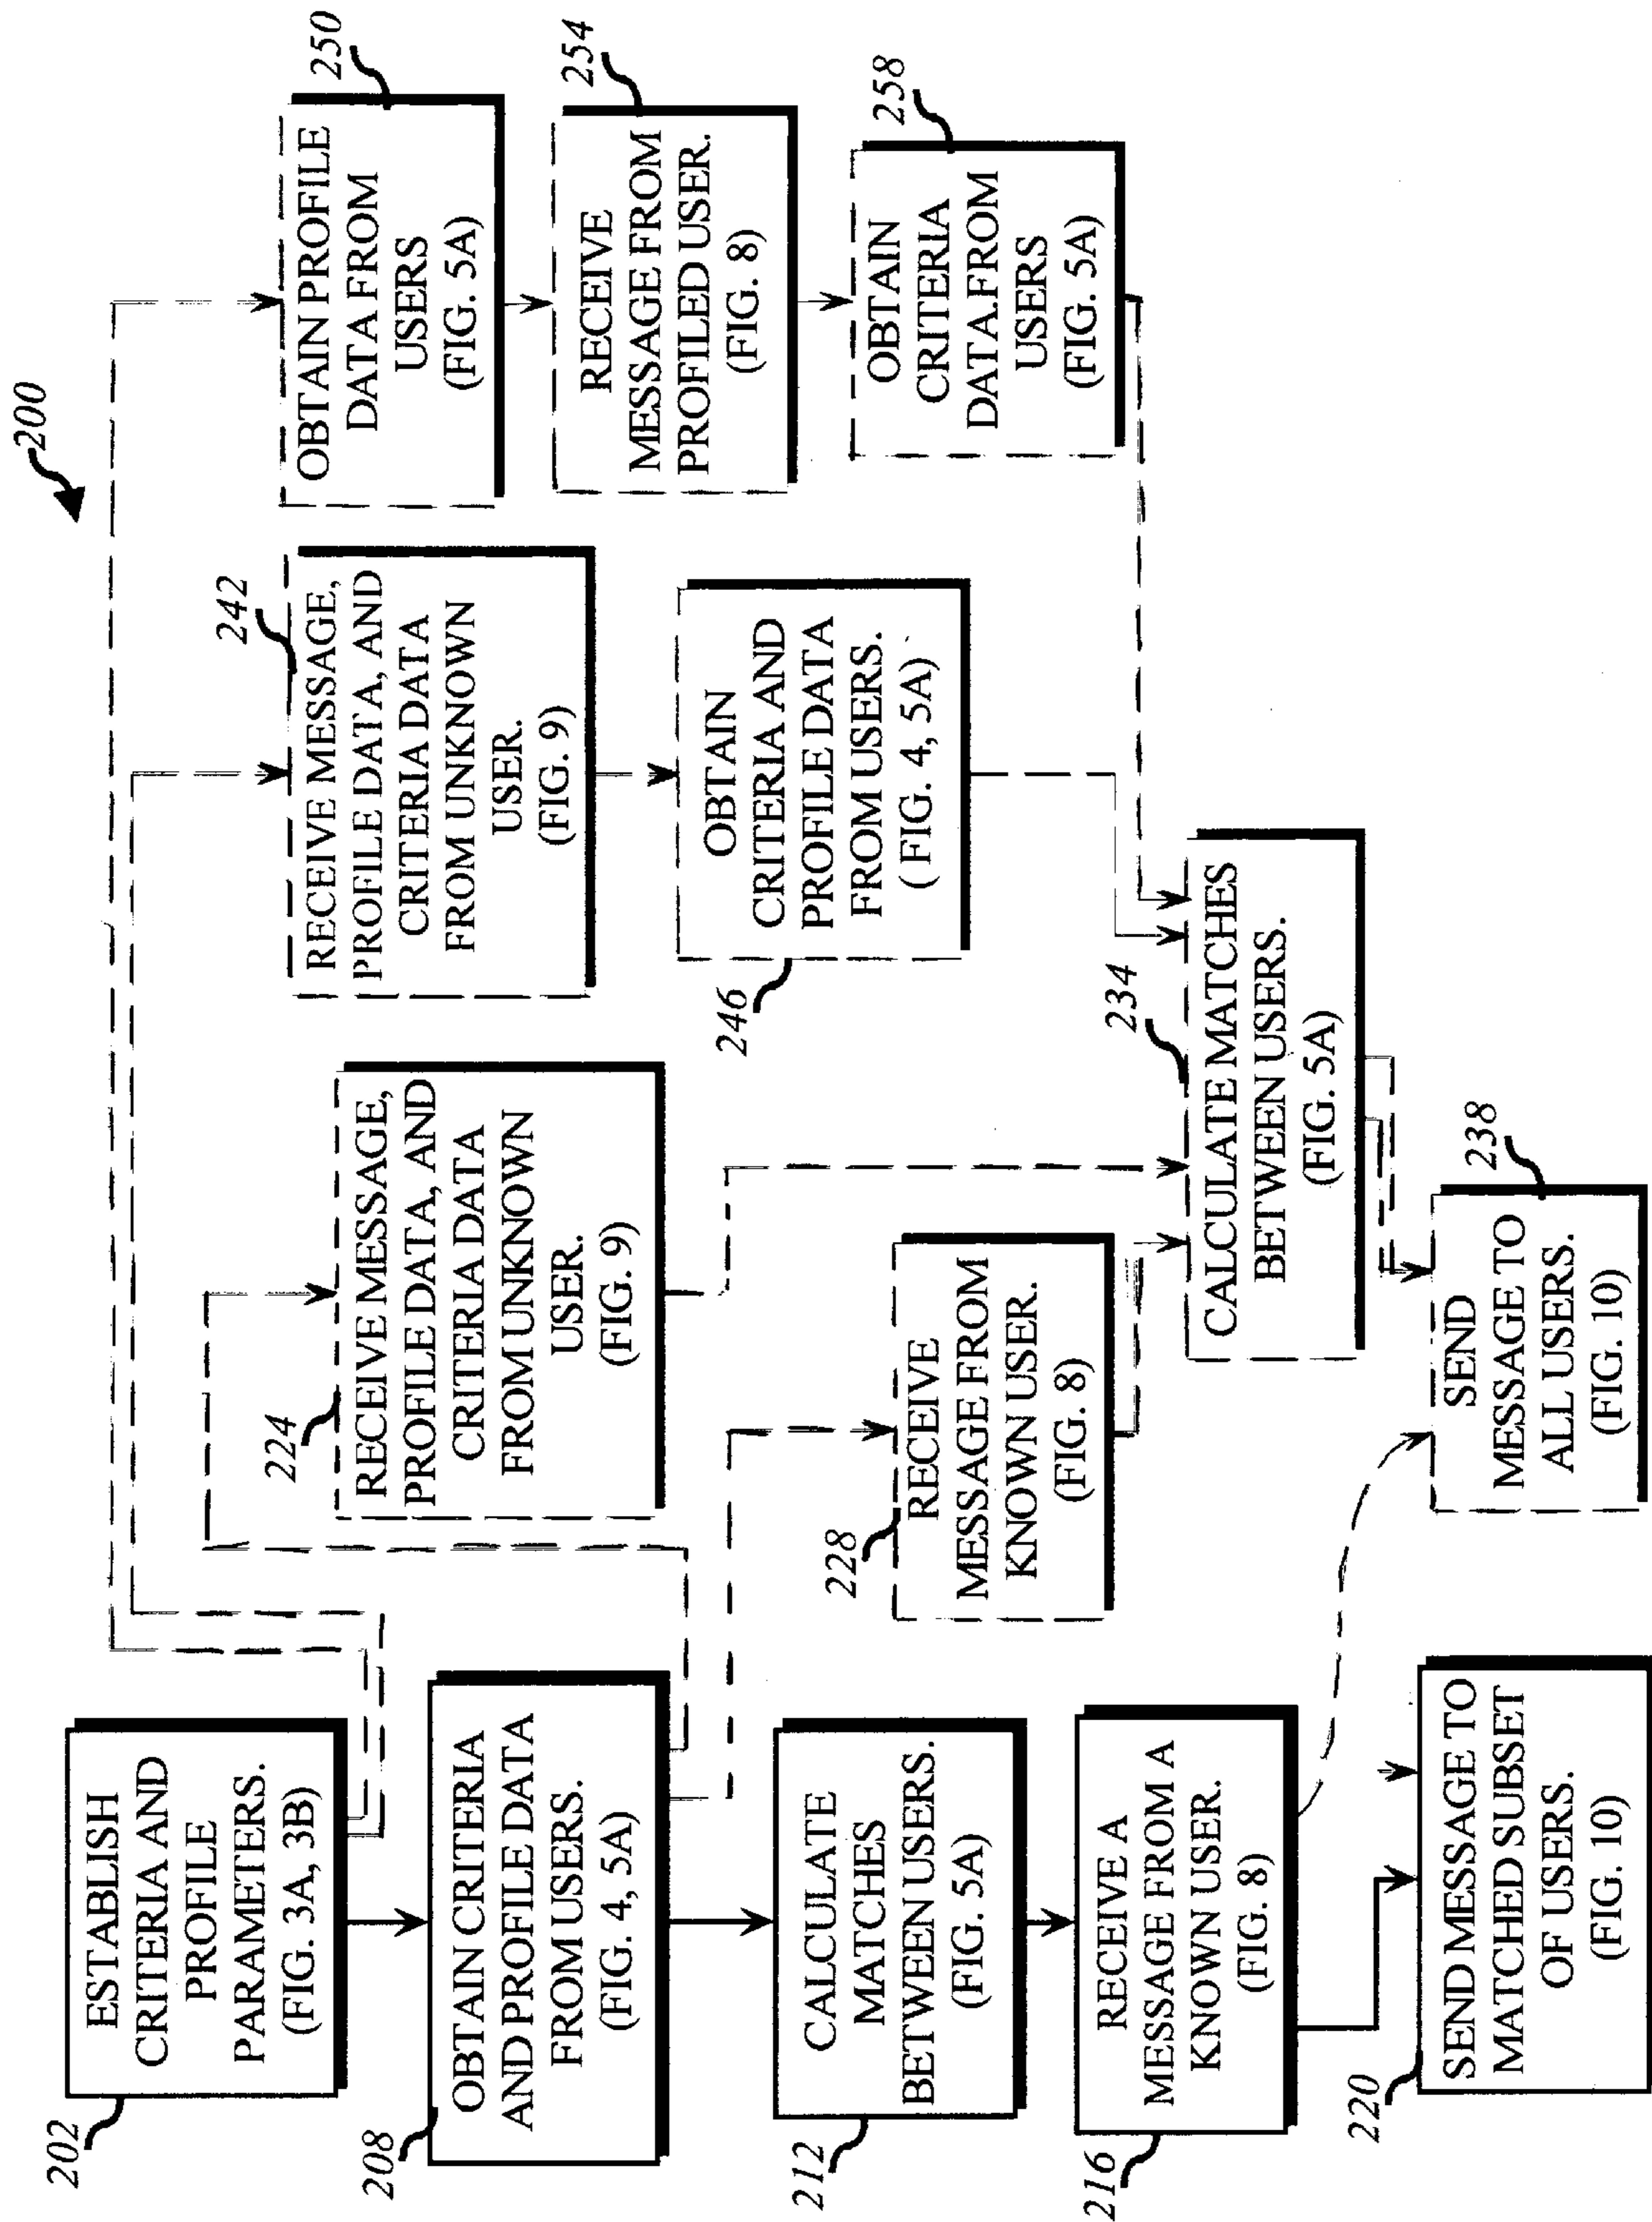 200
202
ESTABLISH
CRITERIA AND
PROFILE
PARAMETERS.
(FIG. 3A, 3B)
208
OBTAIN CRITERIA
AND PROFILE DATA
FROM USERS.
(FIG. 4, 5A)
212
CALCULATE
MATCHES
BETWEEN USERS.
(FIG. 5A)
216
RECEIVE A
MESSAGE FROM A
KNOWN USER.
(FIG. 8)
220
SEND MESSAGE TO
MATCHED SUBSET
OF USERS.
(FIG. 10)
224
RECEIVE MESSAGE,
PROFILE DATA, AND
CRITERIA DATA
FROM UNKNOWN
USER.
(FIG. 9)
228
RECEIVE
MESSAGE FROM
KNOWN USER.
(FIG. 8)
234
CALCULATE MATCHES
BETWEEN USERS.
(FIG. 5A)
238
SEND
MESSAGE TO
ALL USERS.
(FIG. 10)
242
RECEIVE MESSAGE,
PROFILE DATA, AND
CRITERIA DATA
FROM UNKNOWN
USER.
(FIG. 9)
246
OBTAIN
CRITERIA AND
PROFILE DATA
FROM USERS.
( FIG. 4, 5A)
250
OBTAIN PROFILE
DATA FROM
USERS
(FIG. 5A)
254
RECEIVE
MESSAGE FROM
PROFILED USER.
(FIG. 8)
258
OBTAIN
CRITERIA
DATA.FROM
USERS
(FIG. 5A)